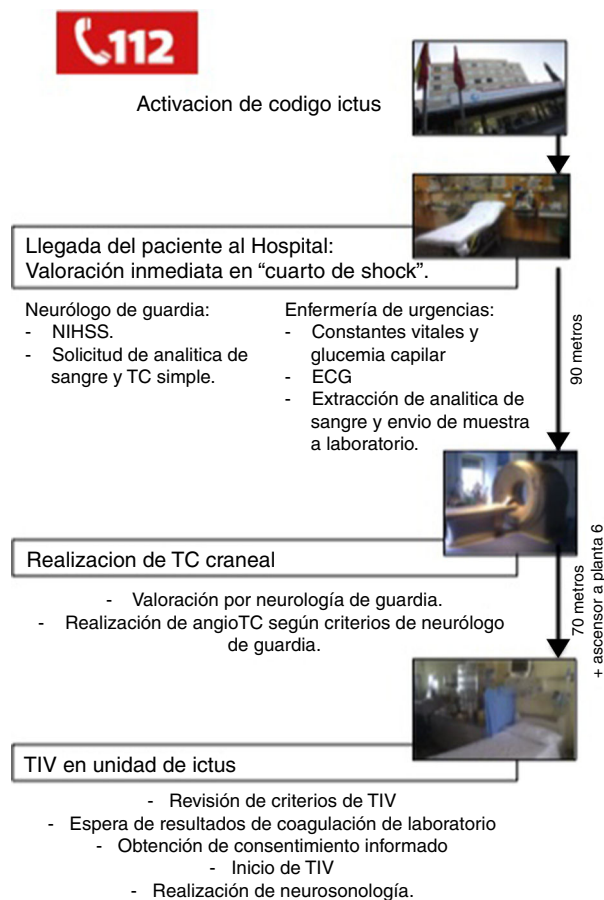 112
Activacion de codigo ictus
Llegada del paciente al Hospital:
Valoración inmediata en “cuarto de shock”.
Neurólogo de guardia:
- NIHSS.
- Solicitud de analitica de
sangre y TC simple.
Enfermería de urgencias:
- Constantes vitales y
glucemia capilar
- ECG
- Extracción de analitica de
sangre y envio de muestra
a laboratorio.
90 metros
Realizacion de TC craneal
- Valoración por neurología de guardia.
- Realización de angioTC según criterios de neurólogo
de guardia.
70 metros
+ ascensor a planta 6
TIV en unidad de ictus
- Revisión de criterios de TIV
- Espera de resultados de coagulación de laboratorio
- Obtención de consentimiento informado
- Inicio de TIV
- Realización de neurosonología.